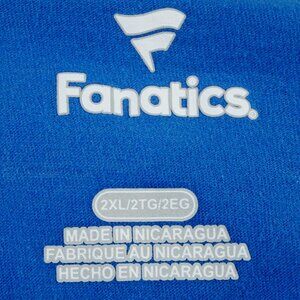 Fanatics.
2XL/2TG/2EG
MADE IN NICARAGUA
FABRIQUE AU NICARAGUA
HECHO EN NICARAGUA